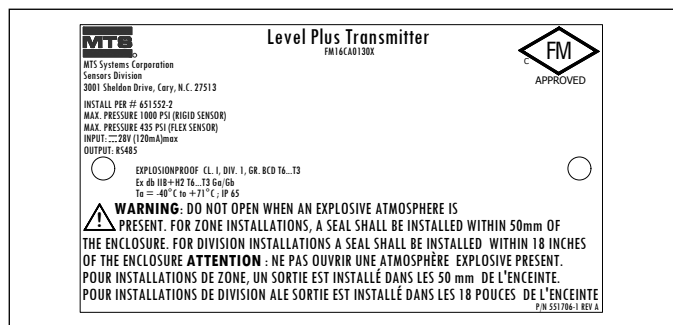 MTS
Level Plus Transmitter
FM16CA0130X
MTS Systems Corporation
Sensors Division
3001 Sheldon Drive, Cary, N.C. 27513
C
FM
APPROVED
INSTALL PER # 651552-2
MAX. PRESSURE 1000 PSI (RIGID SENSOR)
MAX. PRESSURE 435 PSI (FLEX SENSOR)
INPUT: ⎓28V (120mA)max
OUTPUT: RS485
EXPLOSIONPROOF CL. I, DIV. 1, GR. BCD T6...T3
Ex db IIB+H2 T6...T3 Ga/Gb
Ta = -40°C to +71°C ; IP 65
WARNING: DO NOT OPEN WHEN AN EXPLOSIVE ATMOSPHERE IS
PRESENT. FOR ZONE INSTALLATIONS, A SEAL SHALL BE INSTALLED WITHIN 50mm OF
THE ENCLOSURE. FOR DIVISION INSTALLATIONS A SEAL SHALL BE INSTALLED WITHIN 18 INCHES
OF THE ENCLOSURE ATTENTION : NE PAS OUVRIR UNE ATMOSPHÈRE EXPLOSIVE PRESENT.
POUR INSTALLATIONS DE ZONE, UN SORTIE EST INSTALLÉ DANS LES 50 mm DE L'ENCEINTE.
POUR INSTALLATIONS DE DIVISION ALE SORTIE EST INSTALLÉ DANS LES 18 POUCES DE L'ENCEINTE
P/N 551706-1 REV A